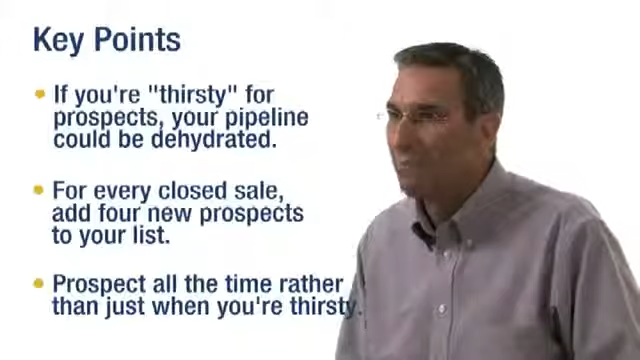 Key Points
If you're "thirsty" for
prospects, your pipeline
could be dehydrated.
For every closed sale,
add four new prospects
to your list.
Prospect all the time rather
than just when you're thirsty.